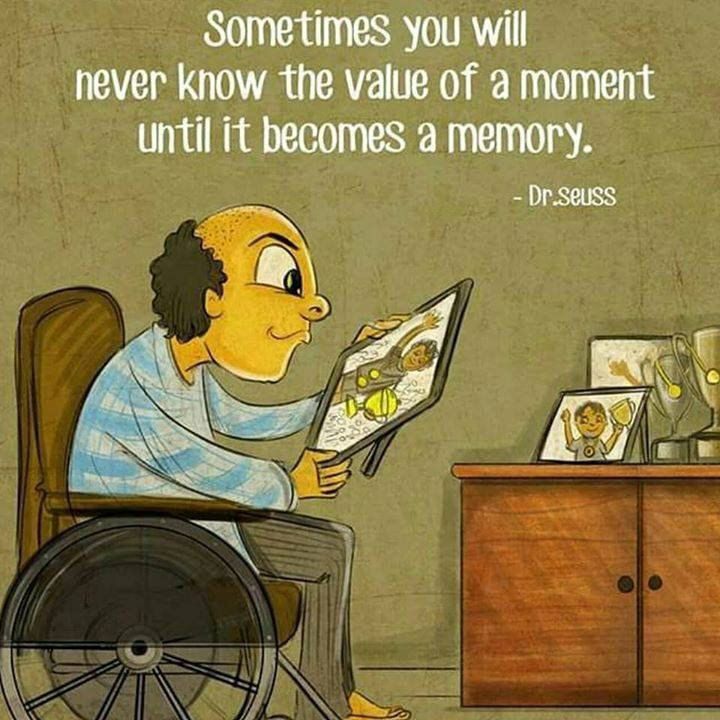 Sometimes you will
never know the value of a moment
until it becomes a memory.
- Dr.seuss